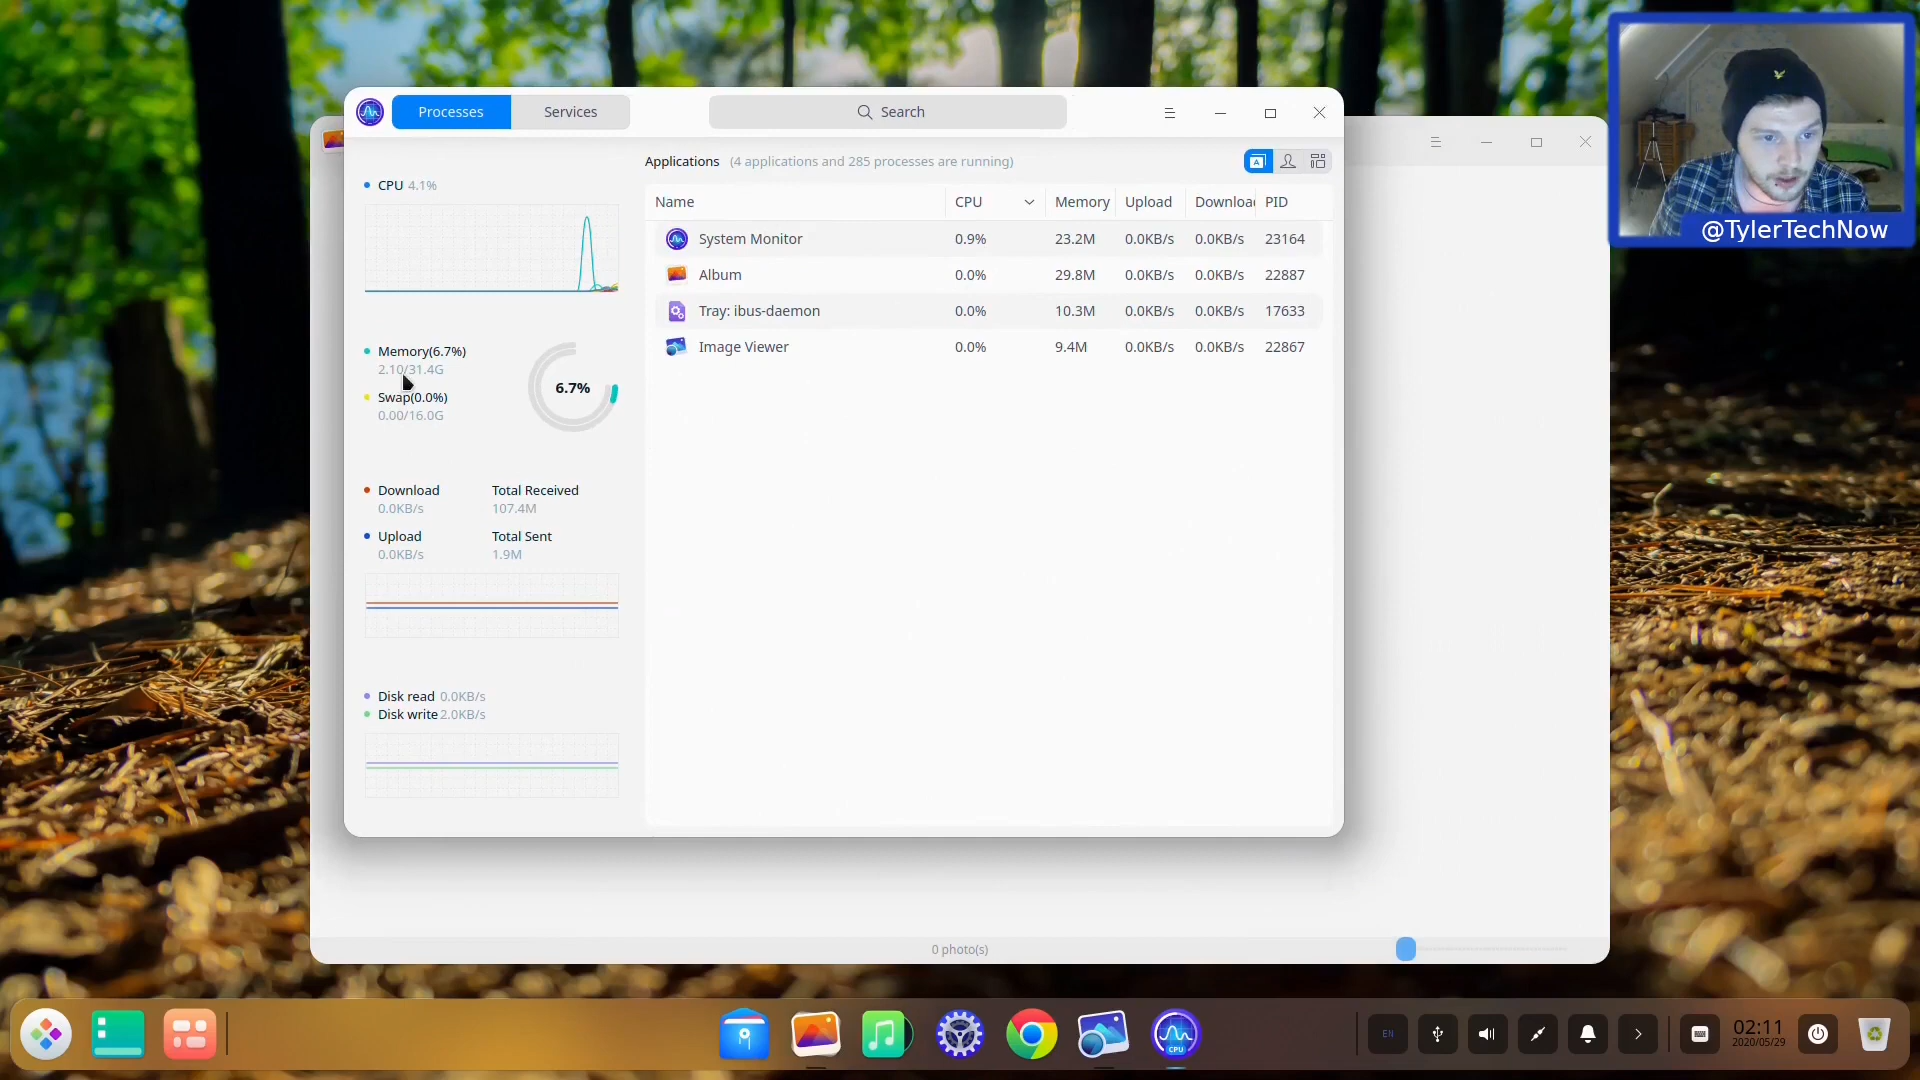 Processes
Services
Search
@TylerTechNow
Applications (4 applications and 285 processes are running)
CPU 4.1%
Name CPU Memory Upload Download PID
System Monitor 0.9% 23.2M 0.0KB/s 0.0KB/s 23164
Album 0.0% 29.8M 0.0KB/s 0.0KB/s 22887
Tray: ibus-daemon 0.0% 10.3M 0.0KB/s 0.0KB/s 17633
Image Viewer 0.0% 9.4M 0.0KB/s 0.0KB/s 22867
Memory(6.7%)
2.10/31.4G
Swap(0.0%)
0.00/16.0G
6.7%
Download Total Received
0.0KB/s 107.4M
Upload Total Sent
0.0KB/s 1.9M
Disk read 0.0KB/s
Disk write 2.0KB/s
0 photo(s)
CPU
EN
02:11
2020/05/29